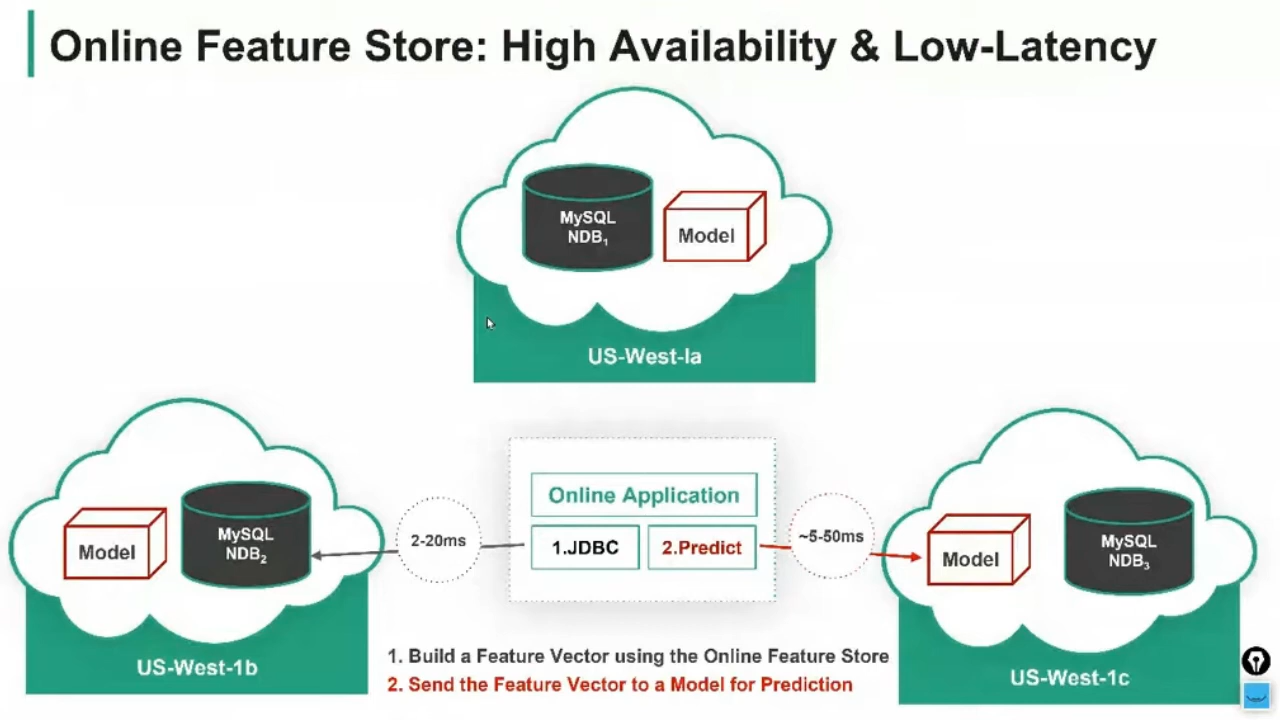 Online Feature Store: High Availability & Low-Latency
MySQL
NDB₁
Model
US-West-la
Model
MySQL
NDB₂
US-West-1b
2-20ms
Online Application
1.JDBC
2.Predict
~5-50ms
Model
MySQL
NDB₃
US-West-1c
1. Build a Feature Vector using the Online Feature Store
2. Send the Feature Vector to a Model for Prediction